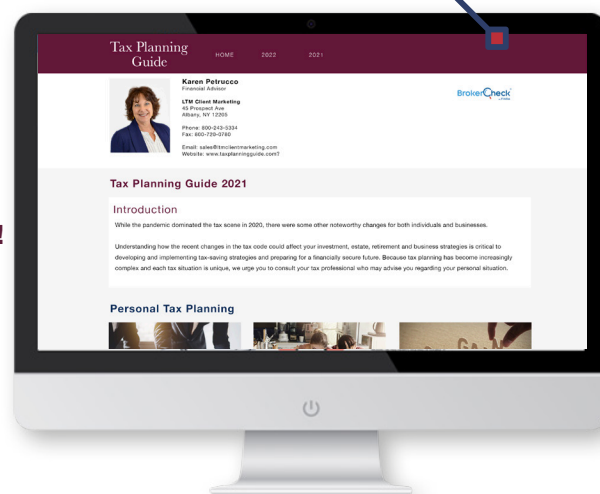 Tax Planning
Guide
HOME 2022 2021
Karen Petrucco
Financial Advisor
LTM Client Marketing
45 Prospect Ave
Albany, NY 12206
Phone: 800-243-5334
Fax: 800-720-0780
Email: sales@ltmclientmarketing.com
Website: www.taxplanningguide.com?
BrokerCheck
Tax Planning Guide 2021
Introduction
While the pandemic dominated the tax scene in 2020, there were some other noteworthy changes for both individuals and businesses.
Understanding how the recent changes in the tax code could affect your investment, estate, retirement and business strategies is critical to
developing and implementing tax-saving strategies and preparing for a financially secure future. Because tax planning has become increasingly
complex and each tax situation is unique, we urge you to consult your tax professional who may advise you regarding your personal situation.
!
Personal Tax Planning
GAIN